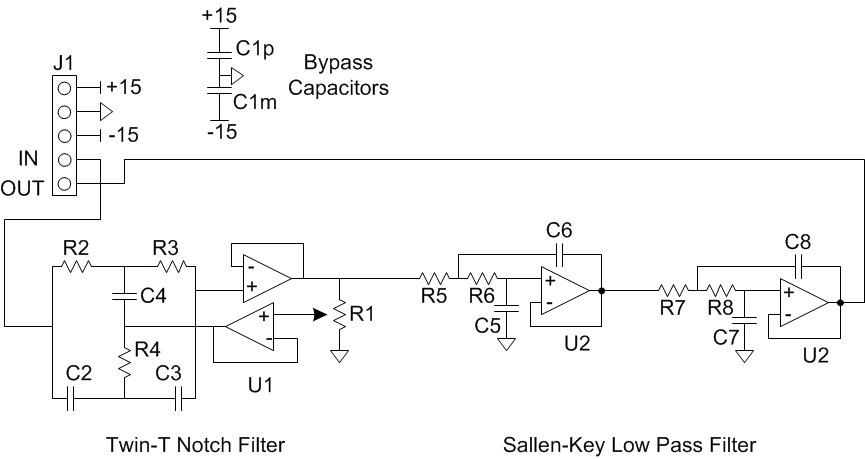 +15
C1p
C1m
-15
Bypass
Capacitors
J1
+15
-15
IN
OUT
R2
R3
C4
R4
C2
C3
-
+
+
-
U1
R1
R5
R6
C5
C6
+
-
U2
R7
R8
C7
C8
+
-
U2
Twin-T Notch Filter
Sallen-Key Low Pass Filter